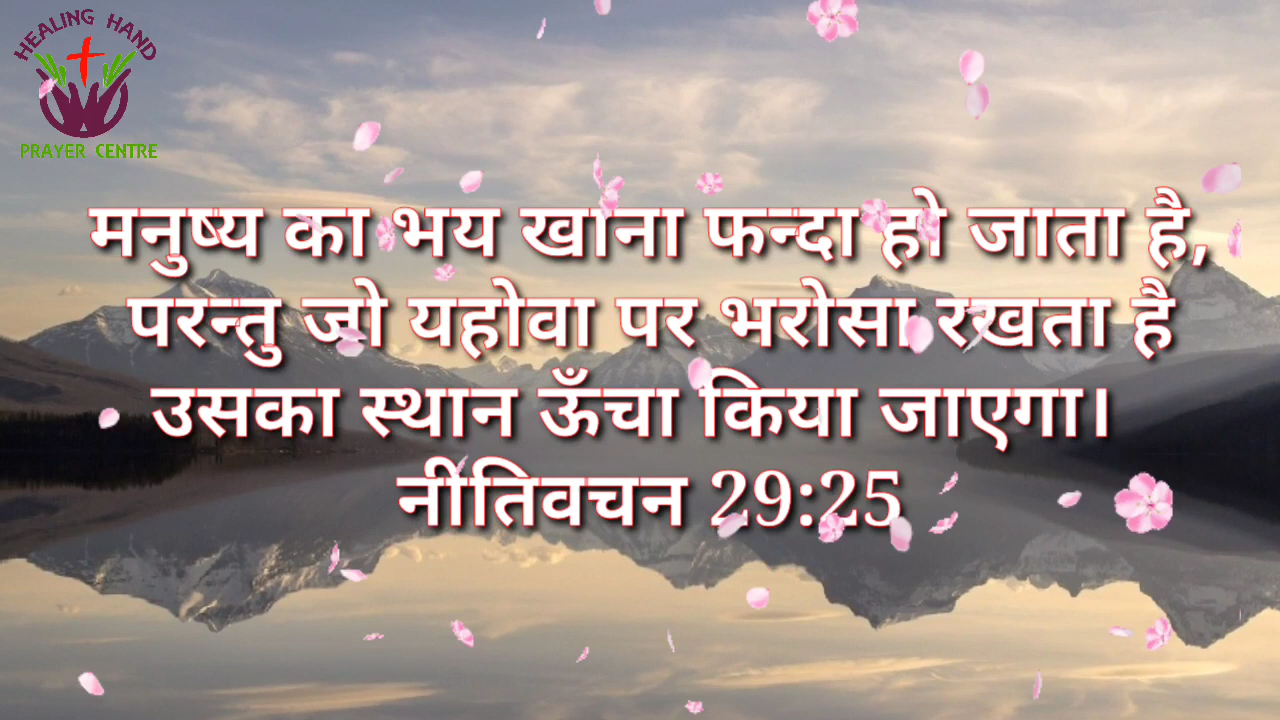 HEALING HAND
PRAYER CENTRE
मनुष्य का भय खाना फन्दा हो जाता है,
परन्तु जो यहोवा पर भरोसा रखता है
उसका स्थान ऊँचा किया जाएगा।
नीतिवचन 29:25